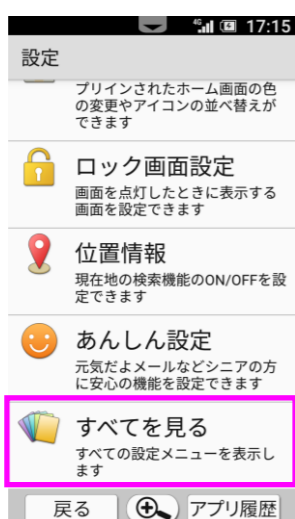 4G 17:15
設定
プリインされたホーム画面の色
の変更やアイコンの並べ替えが
できます
ロック画面設定
画面を点灯したときに表示する
画面を設定できます
位置情報
現在地の検索機能のON/OFFを設
定できます
あんしん設定
元気だよメールなどシニアの方
に安心の機能を設定できます
すべてを見る
すべての設定メニューを表示し
ます
戻る アプリ履歴